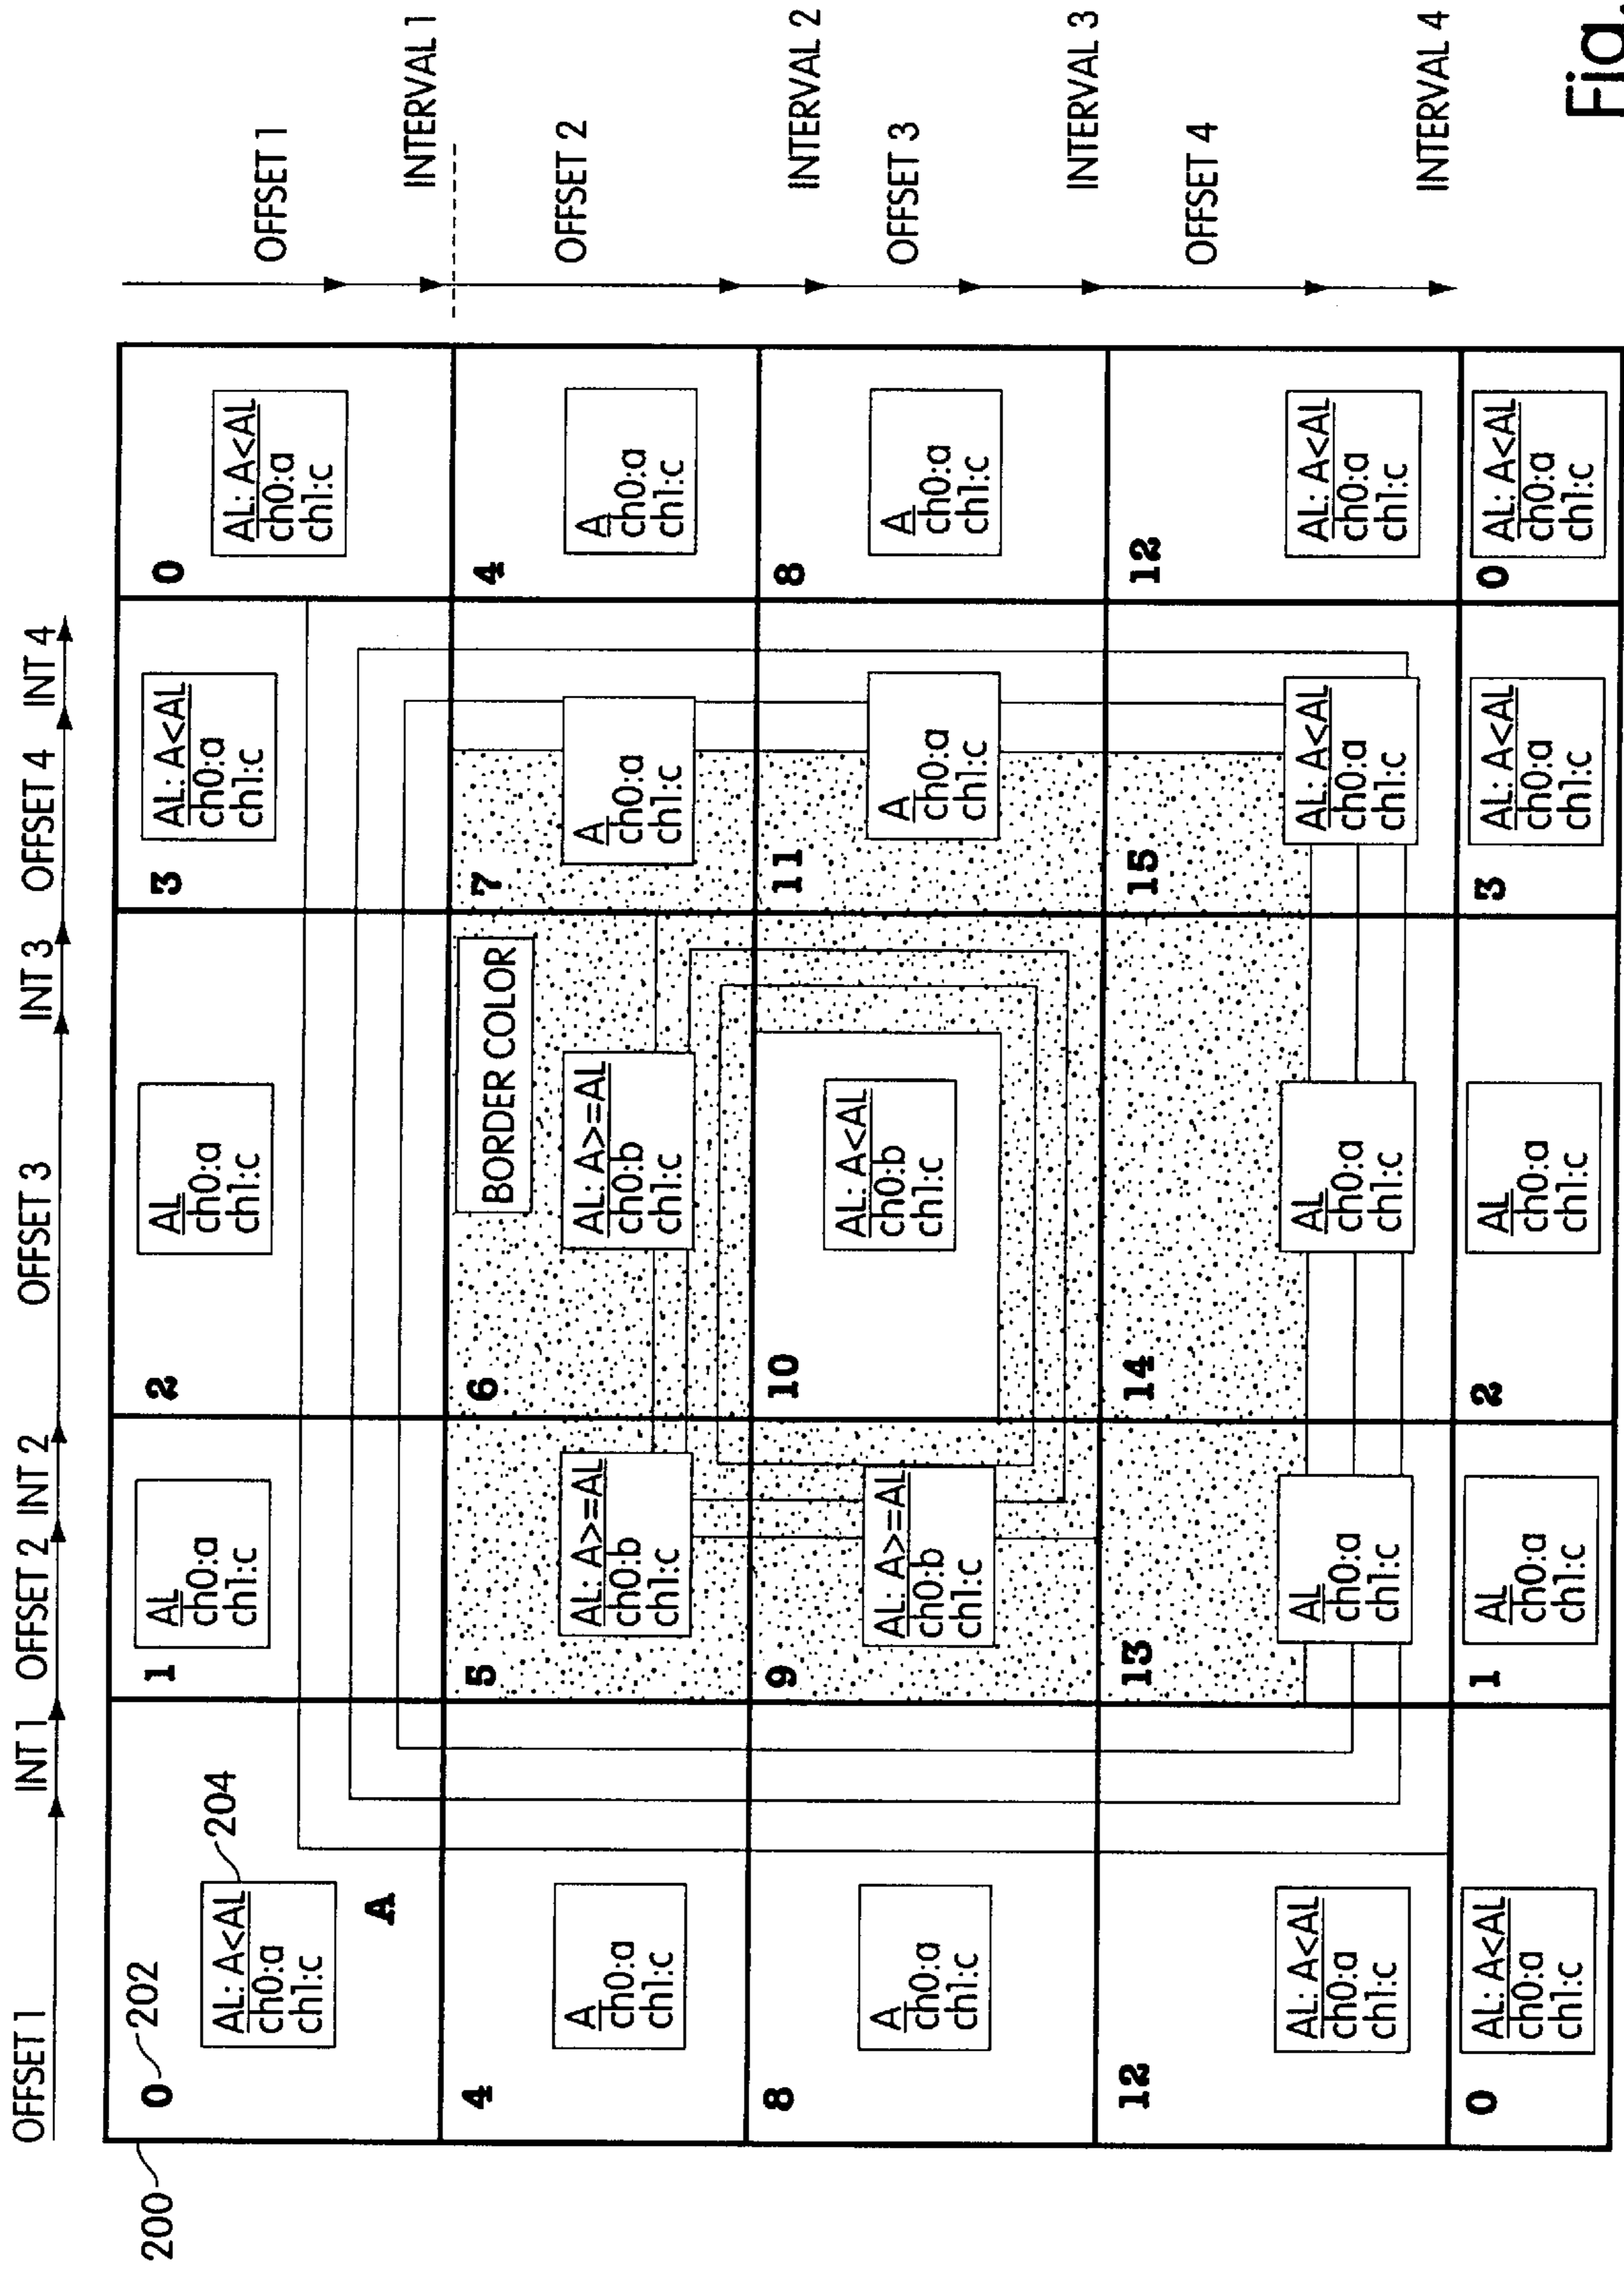 OFFSET 1
INT 1
OFFSET 2
INT 2
OFFSET 3
INT 3
OFFSET 4
INT 4
200
202
204
0
AL: A<AL
ch0:a
ch1:c
A
1
AL
ch0:a
ch1:c
2
AL
ch0:a
ch1:c
3
AL: A<AL
ch0:a
ch1:c
0
AL: A<AL
ch0:a
ch1:c
OFFSET 1
INTERVAL 1
4
A
ch0:a
ch1:c
5
AL: A>=AL
ch0:b
ch1:c
6
BORDER COLOR
AL: A>=AL
ch0:b
ch1:c
7
A
ch0:a
ch1:c
4
A
ch0:a
ch1:c
OFFSET 2
INTERVAL 2
8
A
ch0:a
ch1:c
9
AL: A>=AL
ch0:b
ch1:c
10
AL: A<AL
ch0:b
ch1:c
11
A
ch0:a
ch1:c
8
A
ch0:a
ch1:c
OFFSET 3
INTERVAL 3
12
AL: A<AL
ch0:a
ch1:c
13
AL
ch0:a
ch1:c
14
AL
ch0:a
ch1:c
15
AL: A<AL
ch0:a
ch1:c
12
AL: A<AL
ch0:a
ch1:c
OFFSET 4
INTERVAL 4
0
AL: A<AL
ch0:a
ch1:c
1
AL
ch0:a
ch1:c
2
AL
ch0:a
ch1:c
3
AL: A<AL
ch0:a
ch1:c
0
AL: A<AL
ch0:a
ch1:c
Fig.